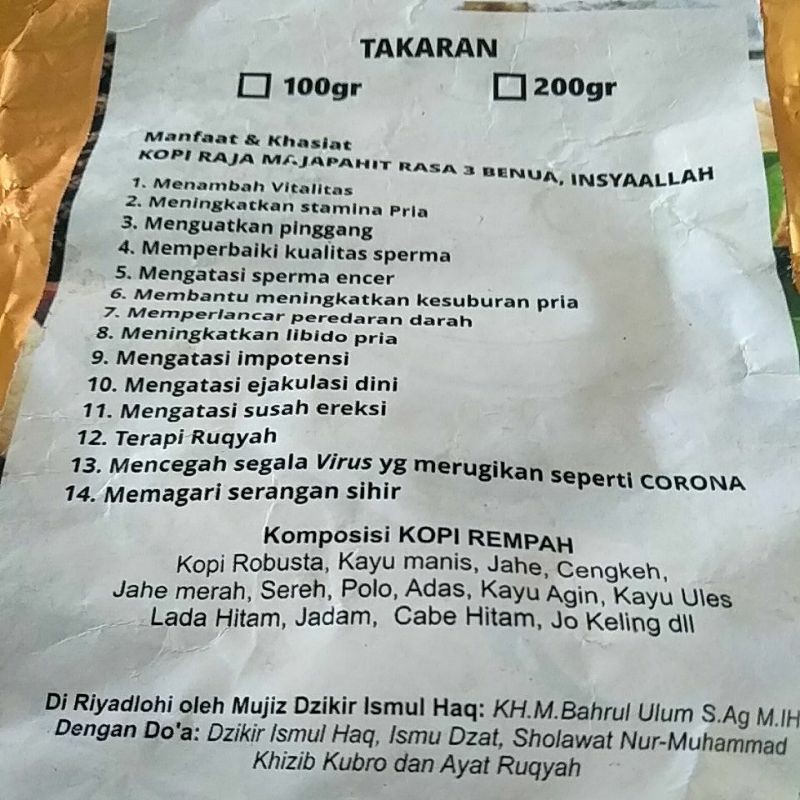 TAKARAN
100gr 200gr
Manfaat & Khasiat
KOPI RAJA MAJAPAHIT RASA 3 BENUA, INSYAALLAH
1. Menambah Vitalitas
2. Meningkatkan stamina Pria
3. Menguatkan pinggang
4. Memperbaiki kualitas sperma
5. Mengatasi sperma encer
6. Membantu meningkatkan kesuburan pria
7. Memperlancar peredaran darah
8. Meningkatkan libido pria
9. Mengatasi impotensi
10. Mengatasi ejakulasi dini
11. Mengatasi susah ereksi
12. Terapi Ruqyah
13. Mencegah segala Virus yg merugikan seperti CORONA
14. Memagari serangan sihir
Komposisi KOPI REMPAH
Kopi Robusta, Kayu manis, Jahe, Cengkeh,
Jahe merah, Sereh, Polo, Adas, Kayu Agin, Kayu Ules
Lada Hitam, Jadam, Cabe Hitam, Jo Keling dll
Di Riyadlohi oleh Mujiz Dzikir Ismul Haq: KH.M.Bahrul Ulum S.Ag M.IH
Dengan Do'a: Dzikir Ismul Haq, Ismu Dzat, Sholawat Nur-Muhammad
Khizib Kubro dan Ayat Ruqyah